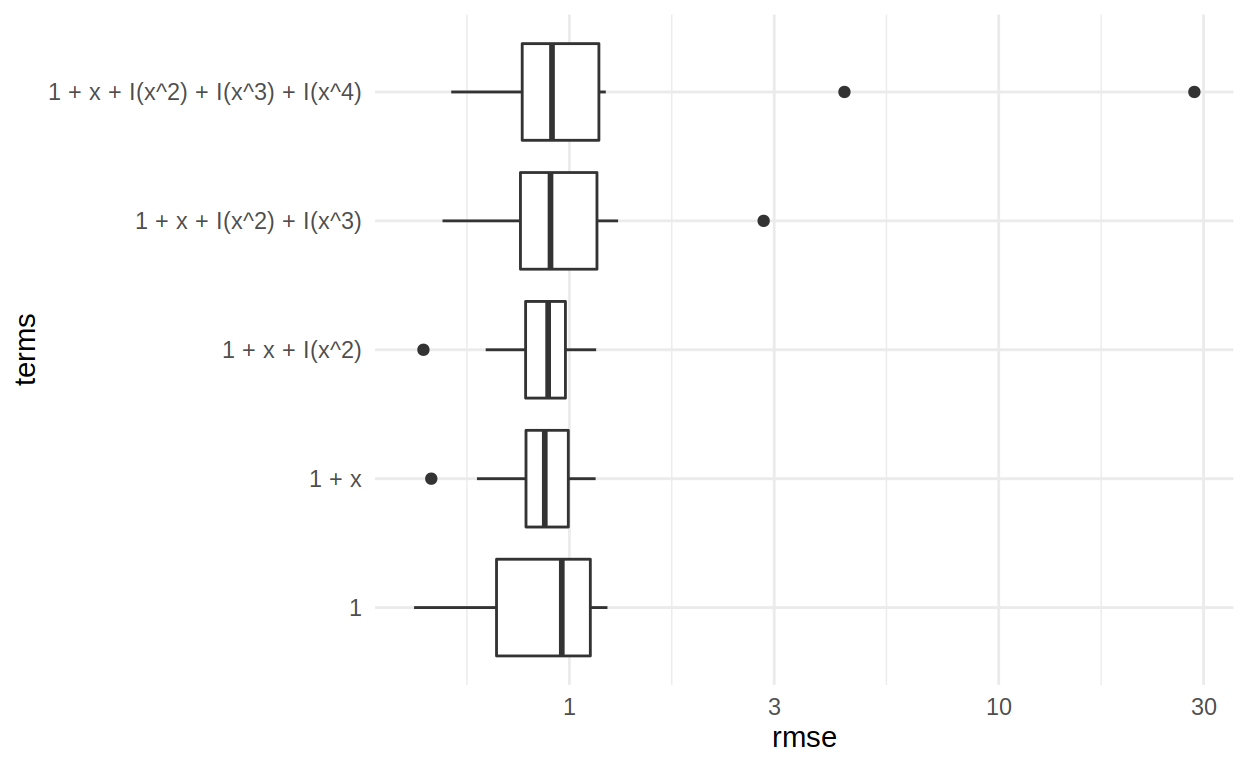 1 + x + I(x^2) + I(x^3) + I(x^4)
1 + x + I(x^2) + I(x^3)
1 + x + I(x^2)
1 + x
1
terms
1 3 10 30
rmse